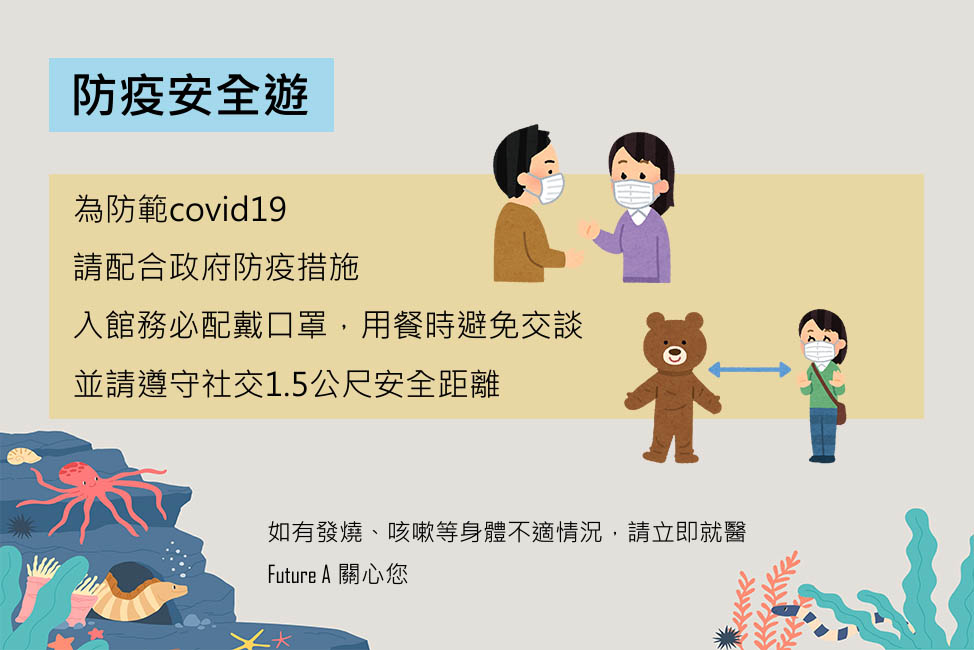 防疫安全遊
為防範covid19
請配合政府防疫措施
入館務必配戴口罩，用餐時避免交談
並請遵守社交1.5公尺安全距離
如有發燒、咳嗽等身體不適情況，請立即就醫
Future A 關心您